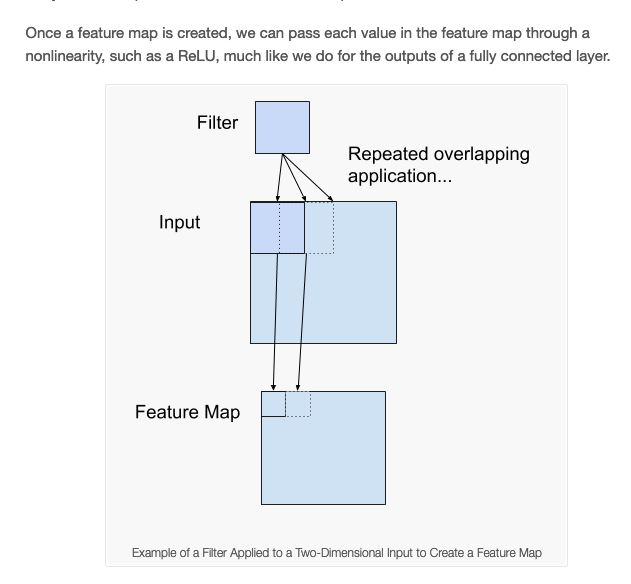 Once a feature map is created, we can pass each value in the feature map through a
nonlinearity, such as a ReLU, much like we do for the outputs of a fully connected layer.
Filter
Repeated overlapping
application...
Input
Feature Map
Example of a Filter Applied to a Two-Dimensional Input to Create a Feature Map